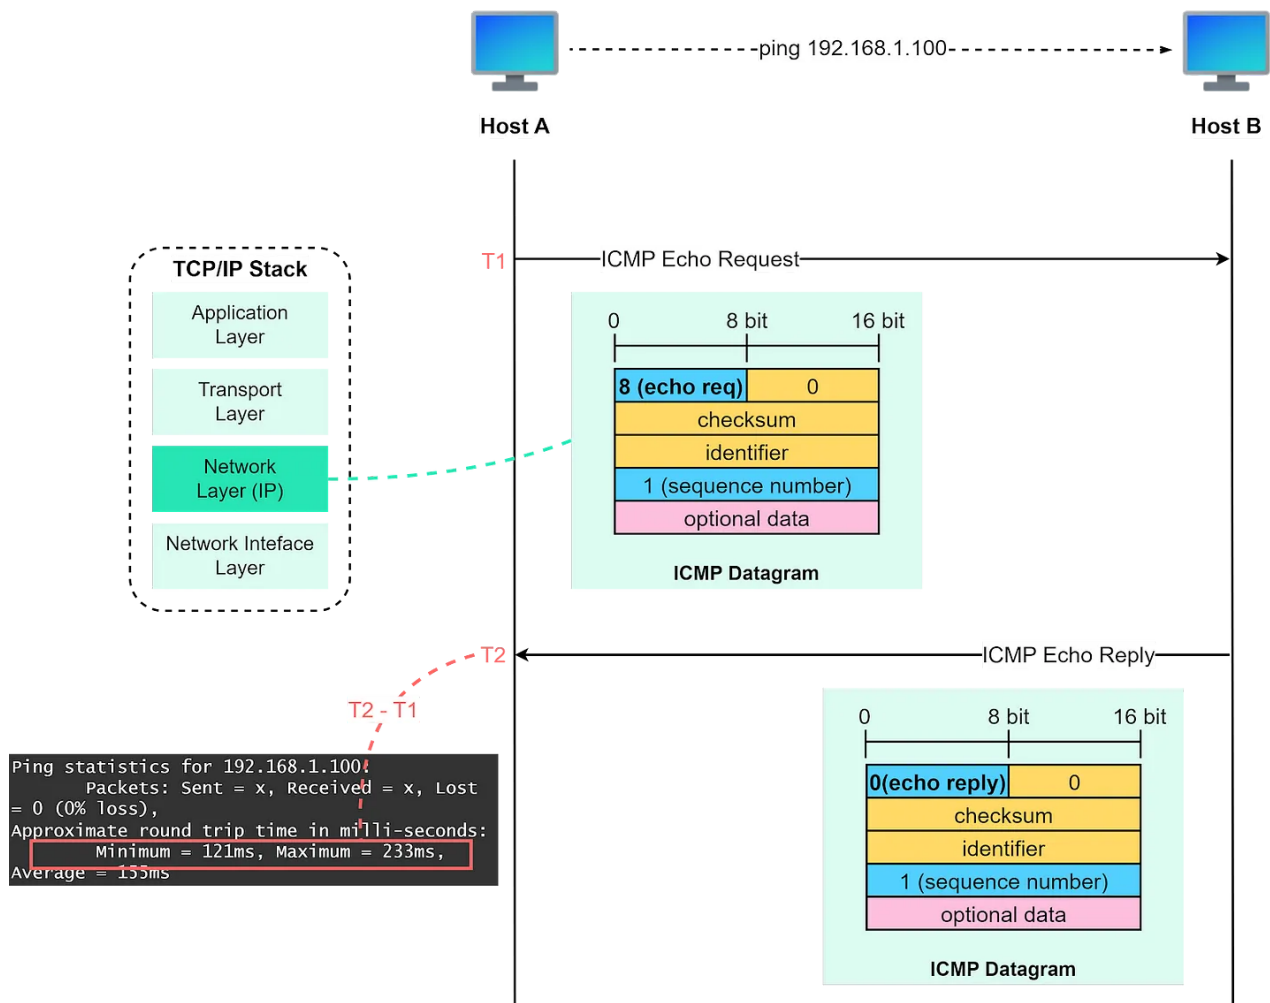 ping 192.168.1.100
Host A
Host B
T1
ICMP Echo Request
TCP/IP Stack
Application
Layer
Transport
Layer
Network
Layer (IP)
Network Inteface
Layer
0 8 bit 16 bit
8 (echo req) 0
checksum
identifier
1 (sequence number)
optional data
ICMP Datagram
T2
ICMP Echo Reply
T2 - T1
0 8 bit 16 bit
0(echo reply) 0
checksum
identifier
1 (sequence number)
optional data
ICMP Datagram
Ping statistics for 192.168.1.100:
Packets: Sent = x, Received = x, Lost
= 0 (0% loss),
Approximate round trip time in milli-seconds:
Minimum = 121ms, Maximum = 233ms,
Average = 155ms